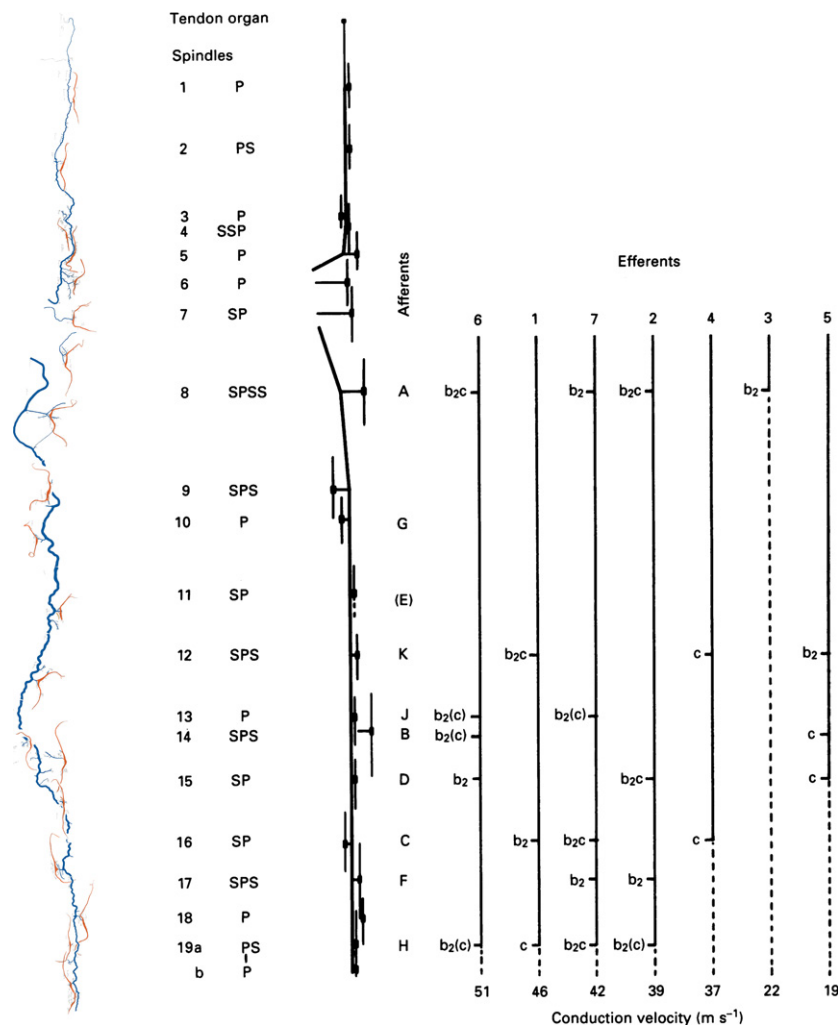 Tendon organ
Spindles
1 P
2 PS
3 P
4 SSP
5 P
6 P
7 SP
Afferents
Efferents
6 1 7 2 4 3 5
8 SPSS A b₂c b₂ b₂c b₂
9 SPS
10 P G
11 SP (E)
12 SPS K b₂c c b₂
13 P J b₂(c) b₂(c)
14 SPS B b₂(c) c
15 SP D b₂ b₂c c
16 SP C b₂ b₂c c
17 SPS F b₂ b₂
18 P
19a PS H b₂(c) c b₂c b₂(c)
b P
51 46 42 39 37 22 19
Conduction velocity (m s⁻¹)